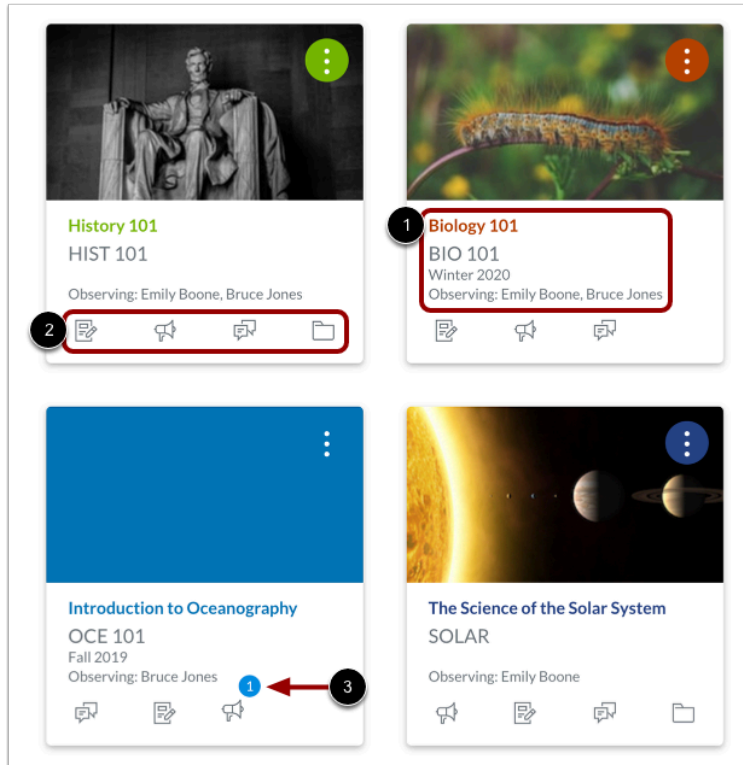 History 101
HIST 101
Observing: Emily Boone, Bruce Jones
2
1
Biology 101
BIO 101
Winter 2020
Observing: Emily Boone, Bruce Jones
Introduction to Oceanography
OCE 101
Fall 2019
Observing: Bruce Jones
1
3
The Science of the Solar System
SOLAR
Observing: Emily Boone